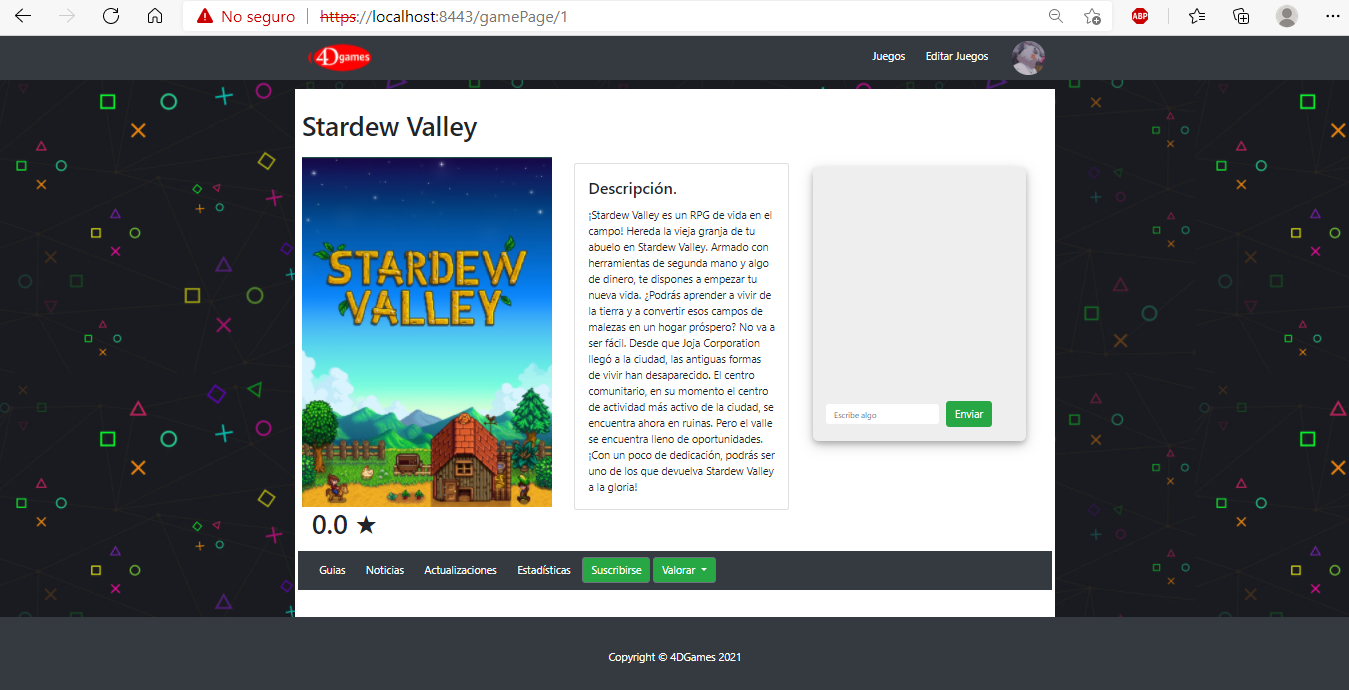 No seguro
https://localhost:8443/gamePage/1
ABP
4Dgames
Juegos
Editar Juegos
Stardew Valley
STARDEW
VALLEY
Descripción.
¡Stardew Valley es un RPG de vida en el
campo! Hereda la vieja granja de tu
abuelo en Stardew Valley. Armado con
herramientas de segunda mano y algo
de dinero, te dispones a empezar tu
nueva vida. ¿Podrás aprender a vivir de
la tierra y a convertir esos campos de
malezas en un hogar próspero? No va a
ser fácil. Desde que Joja Corporation
llegó a la ciudad, las antiguas formas
de vivir han desaparecido. El centro
comunitario, en su momento el centro
de actividad más activo de la ciudad, se
encuentra ahora en ruinas. Pero el valle
se encuentra lleno de oportunidades.
¡Con un poco de dedicación, podrás ser
uno de los que devuelva Stardew Valley
a la gloria!
Escribe algo
Enviar
0.0 ★
Guias
Noticias
Actualizaciones
Estadísticas
Suscribirse
Valorar
Copyright © 4DGames 2021